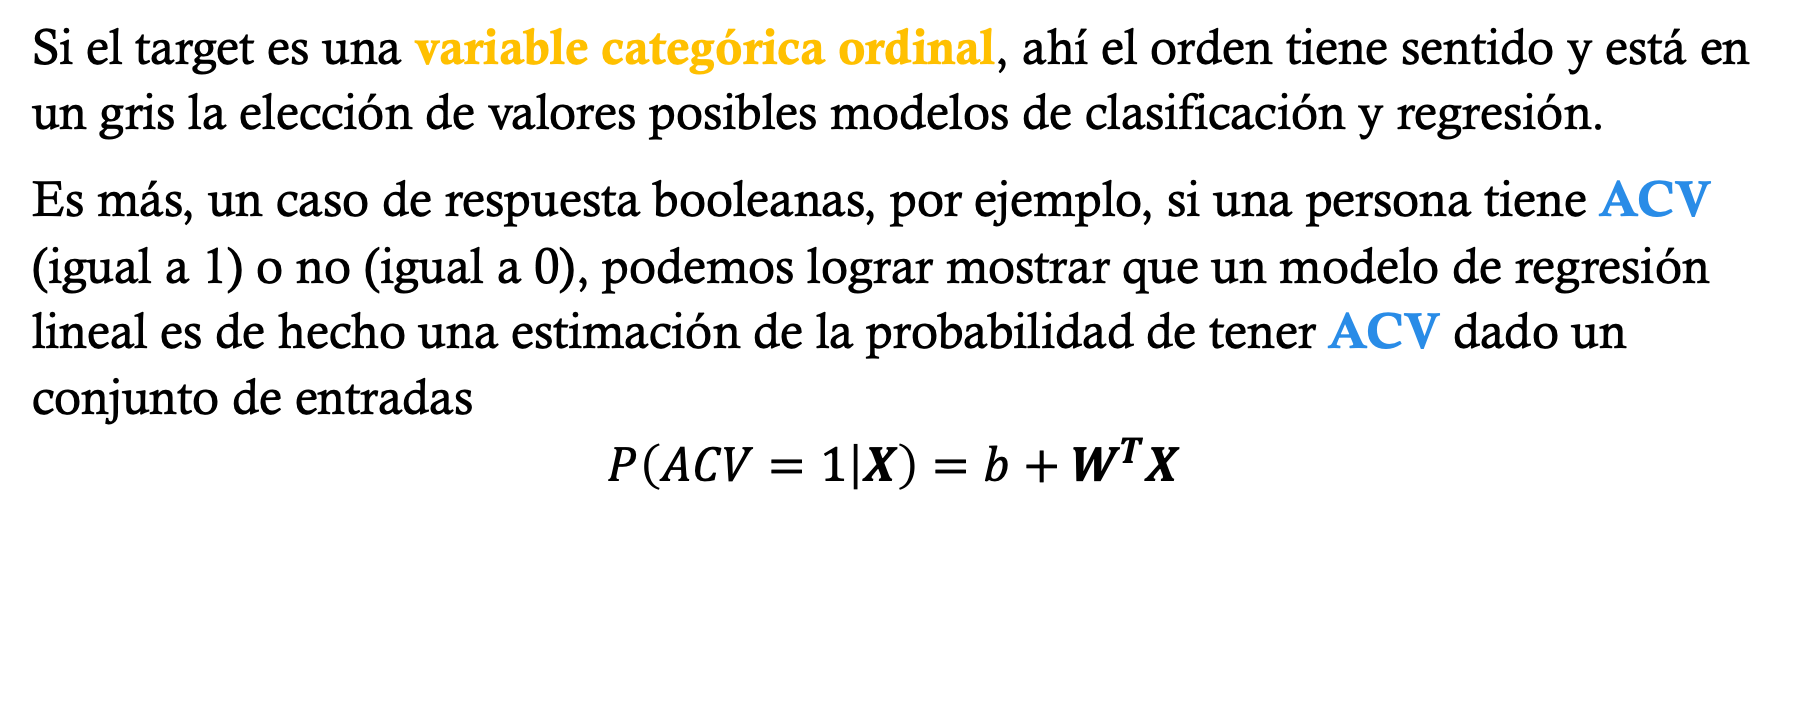 Si el target es una variable categórica ordinal, ahí el orden tiene sentido y está en
un gris la elección de valores posibles modelos de clasificación y regresión.
Es más, un caso de respuesta booleanas, por ejemplo, si una persona tiene ACV
(igual a 1) o no (igual a 0), podemos lograr mostrar que un modelo de regresión
lineal es de hecho una estimación de la probabilidad de tener ACV dado un
conjunto de entradas
P(ACV = 1|X) = b + W^T X